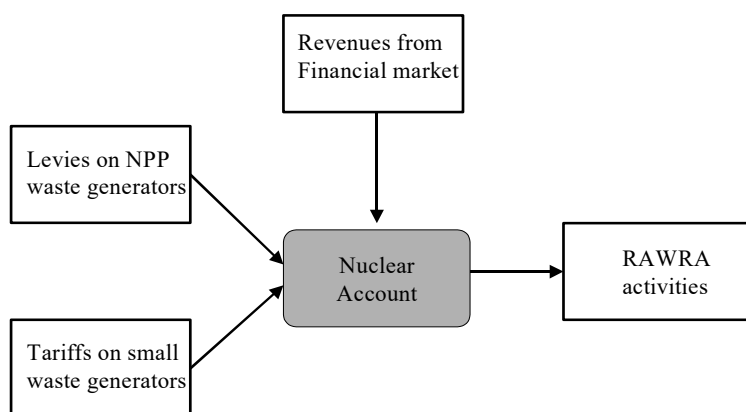 Revenues from
Financial market
Levies on NPP
waste generators
Nuclear
Account
RAWRA
activities
Tariffs on small
waste generators